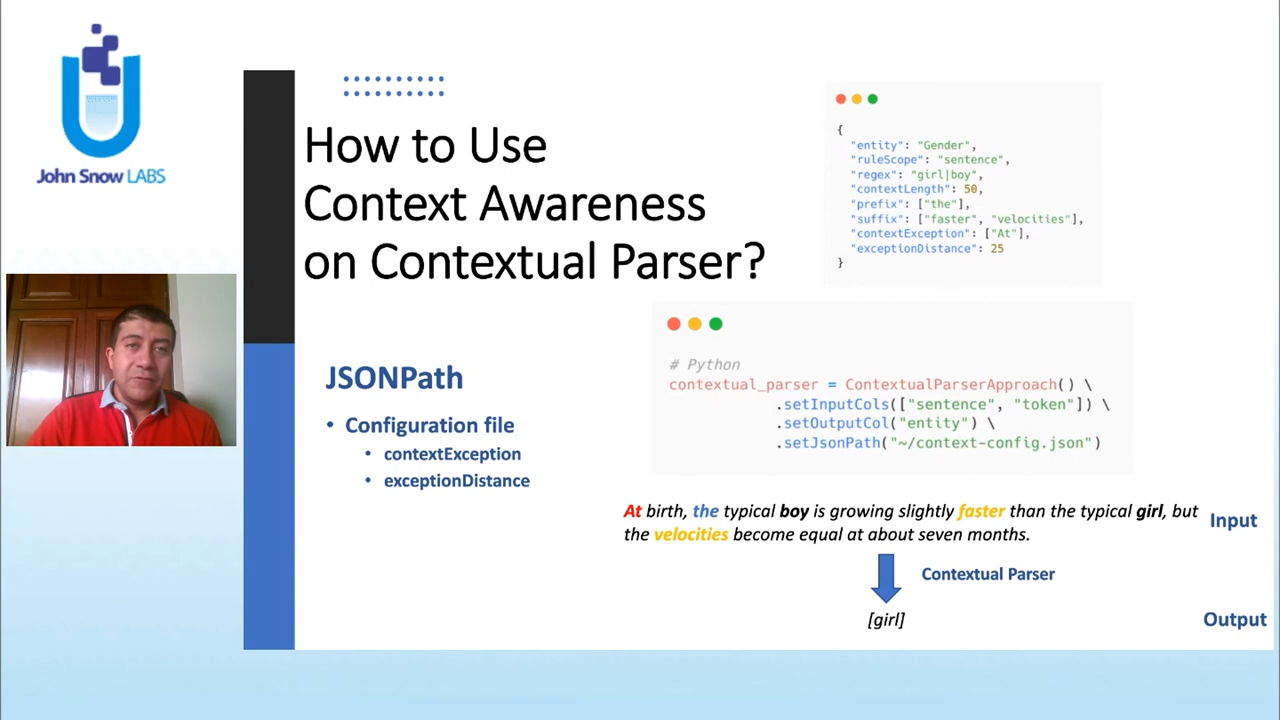 John Snow LABS
How to Use
Context Awareness
on Contextual Parser?
JSONPath
• Configuration file
• contextException
• exceptionDistance
{
"entity": "Gender",
"ruleScope": "sentence",
"regex": "girl|boy",
"contextLength": 50,
"prefix": ["the"],
"suffix": ["faster", "velocities"],
"contextException": ["At"],
"exceptionDistance": 25
}
# Python
contextual_parser = ContextualParserApproach() \
.setInputCols(["sentence", "token"]) \
.setOutputCol("entity") \
.setJsonPath("~/context-config.json")
At birth, the typical boy is growing slightly faster than the typical girl, but
the velocities become equal at about seven months.
Input
Contextual Parser
[girl]
Output